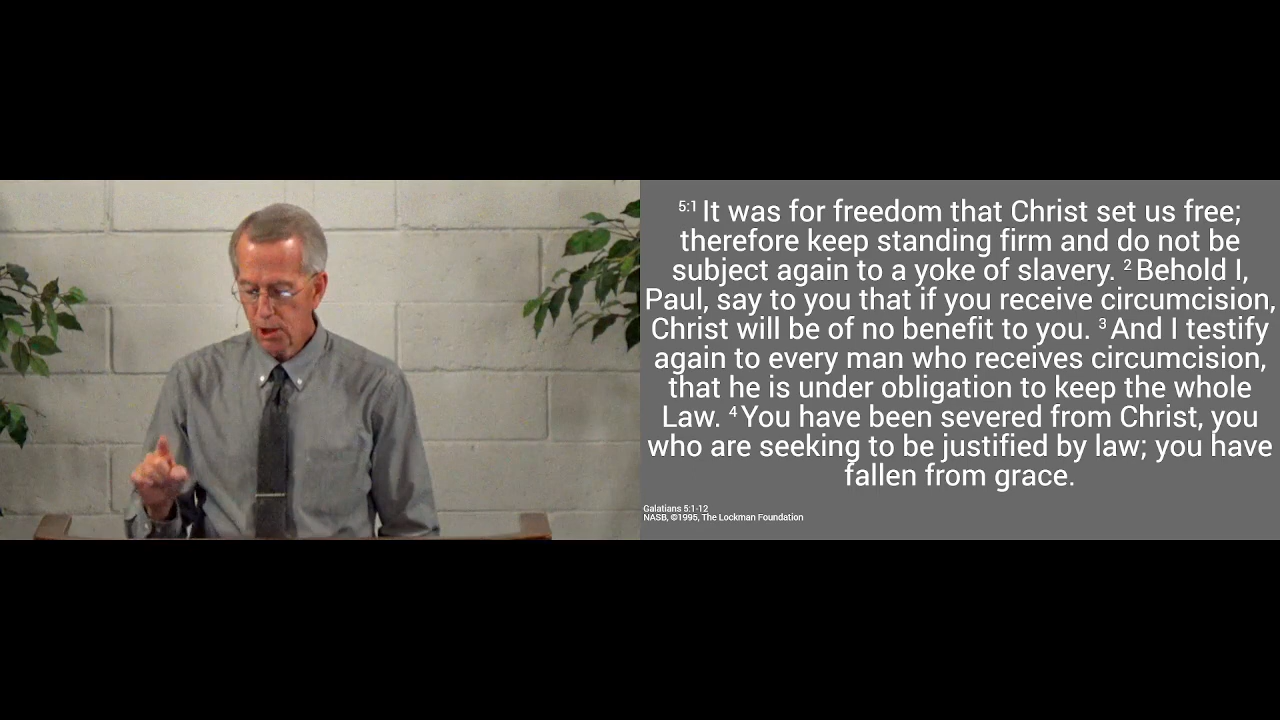 5:1 It was for freedom that Christ set us free;
therefore keep standing firm and do not be
subject again to a yoke of slavery. 2 Behold I,
Paul, say to you that if you receive circumcision,
Christ will be of no benefit to you. 3 And I testify
again to every man who receives circumcision,
that he is under obligation to keep the whole
Law. 4 You have been severed from Christ, you
who are seeking to be justified by law; you have
fallen from grace.
Galatians 5:1-12
NASB, ©1995, The Lockman Foundation